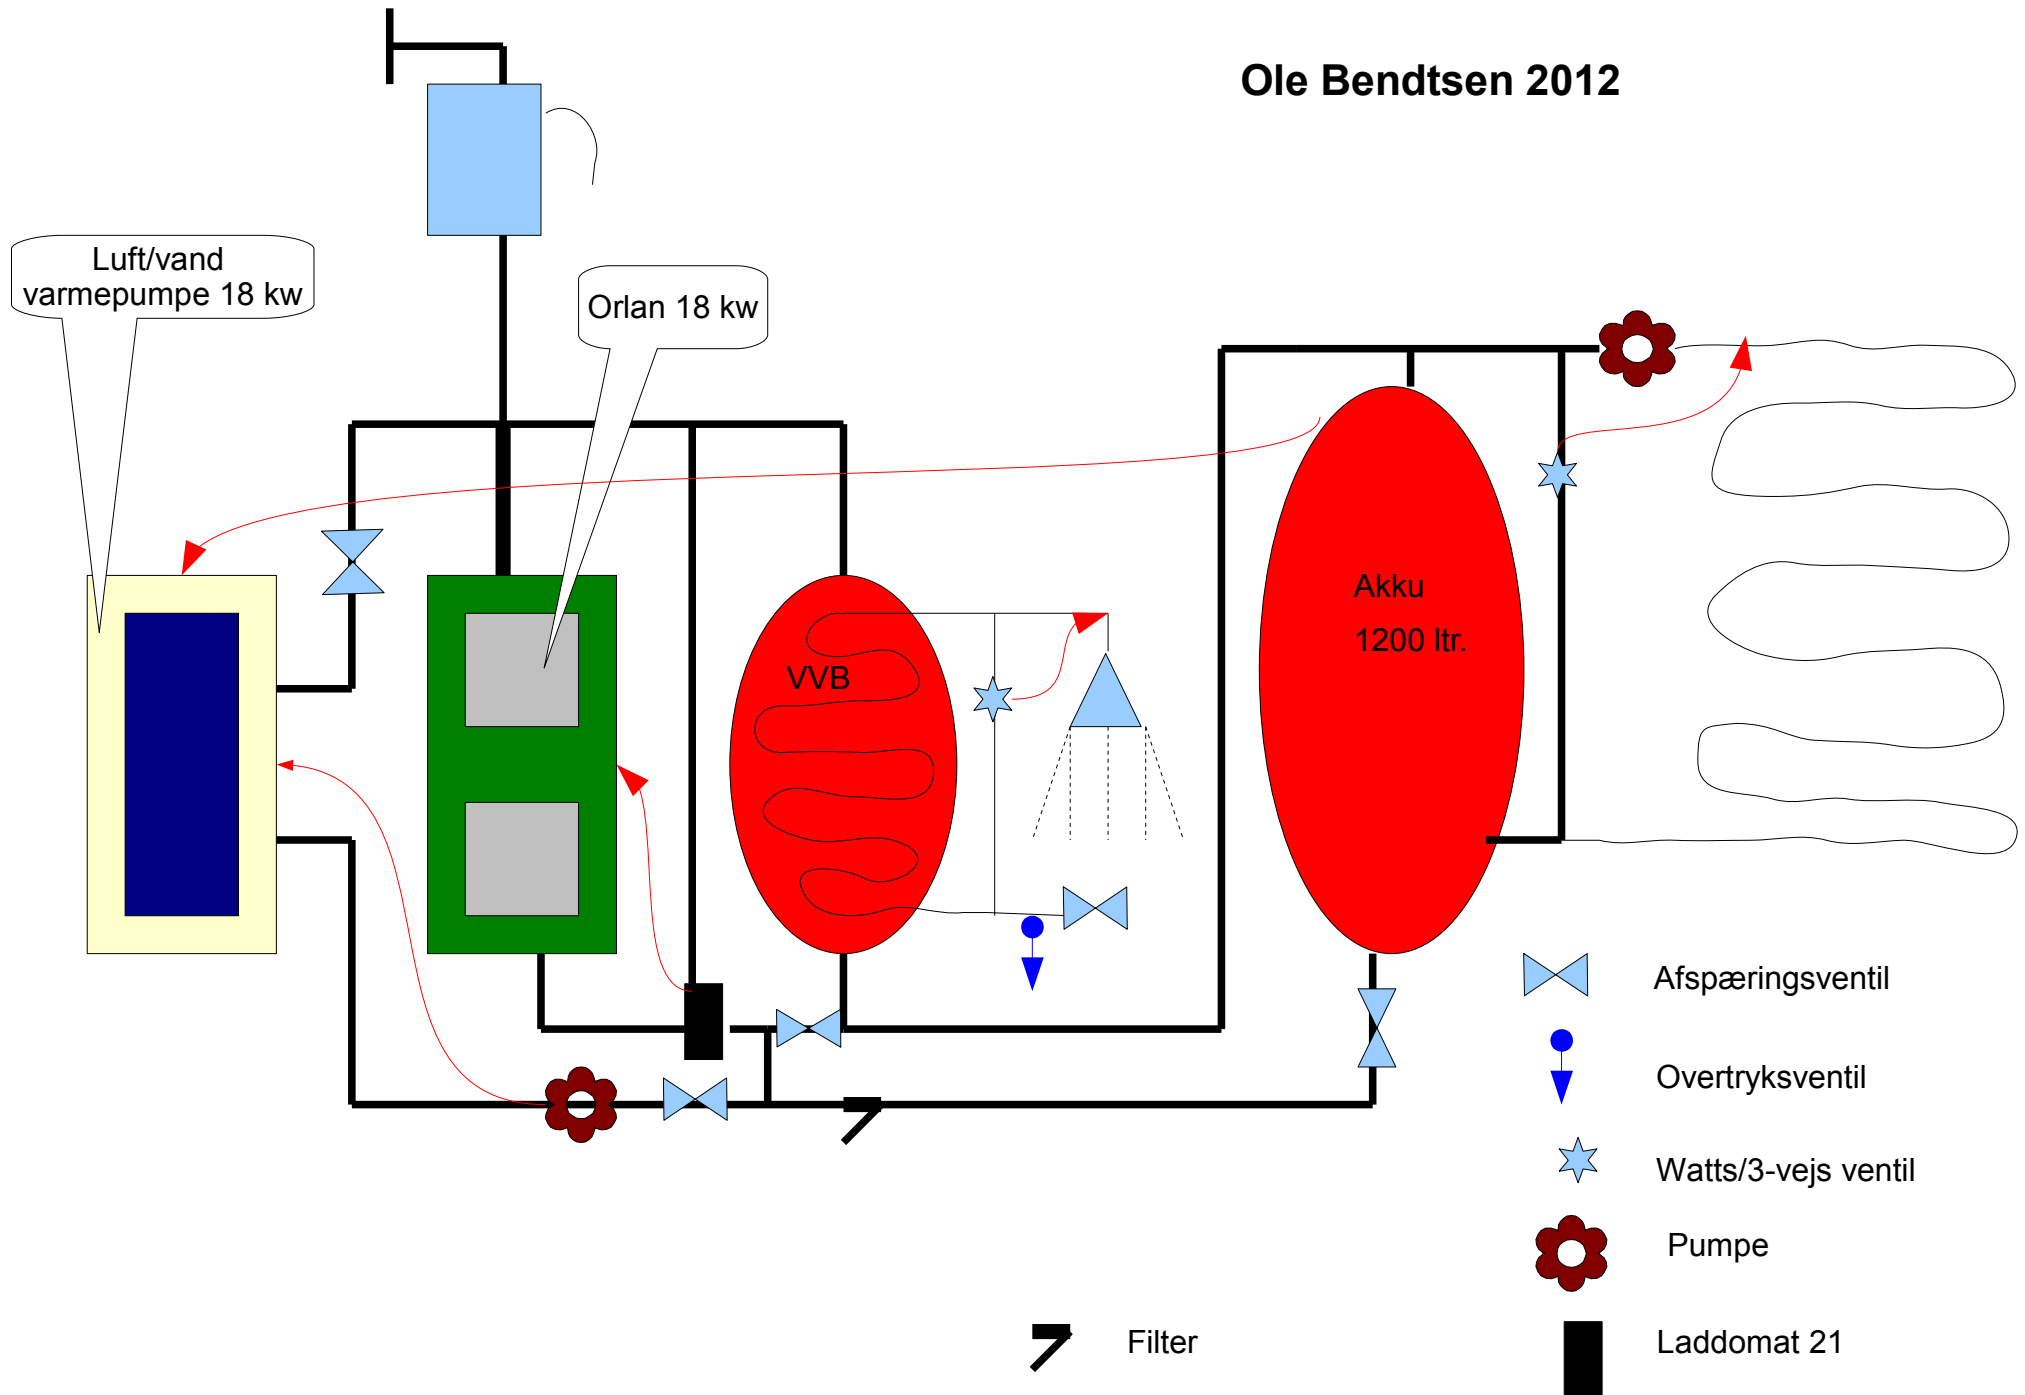 Ole Bendtsen 2012
Luft/vand
varmepumpe 18 kw
Orlan 18 kw
Akku
1200 ltr.
VVB
Afspæringsventil
Overtryksventil
Watts/3-vejs ventil
Pumpe
Filter
Laddomat 21